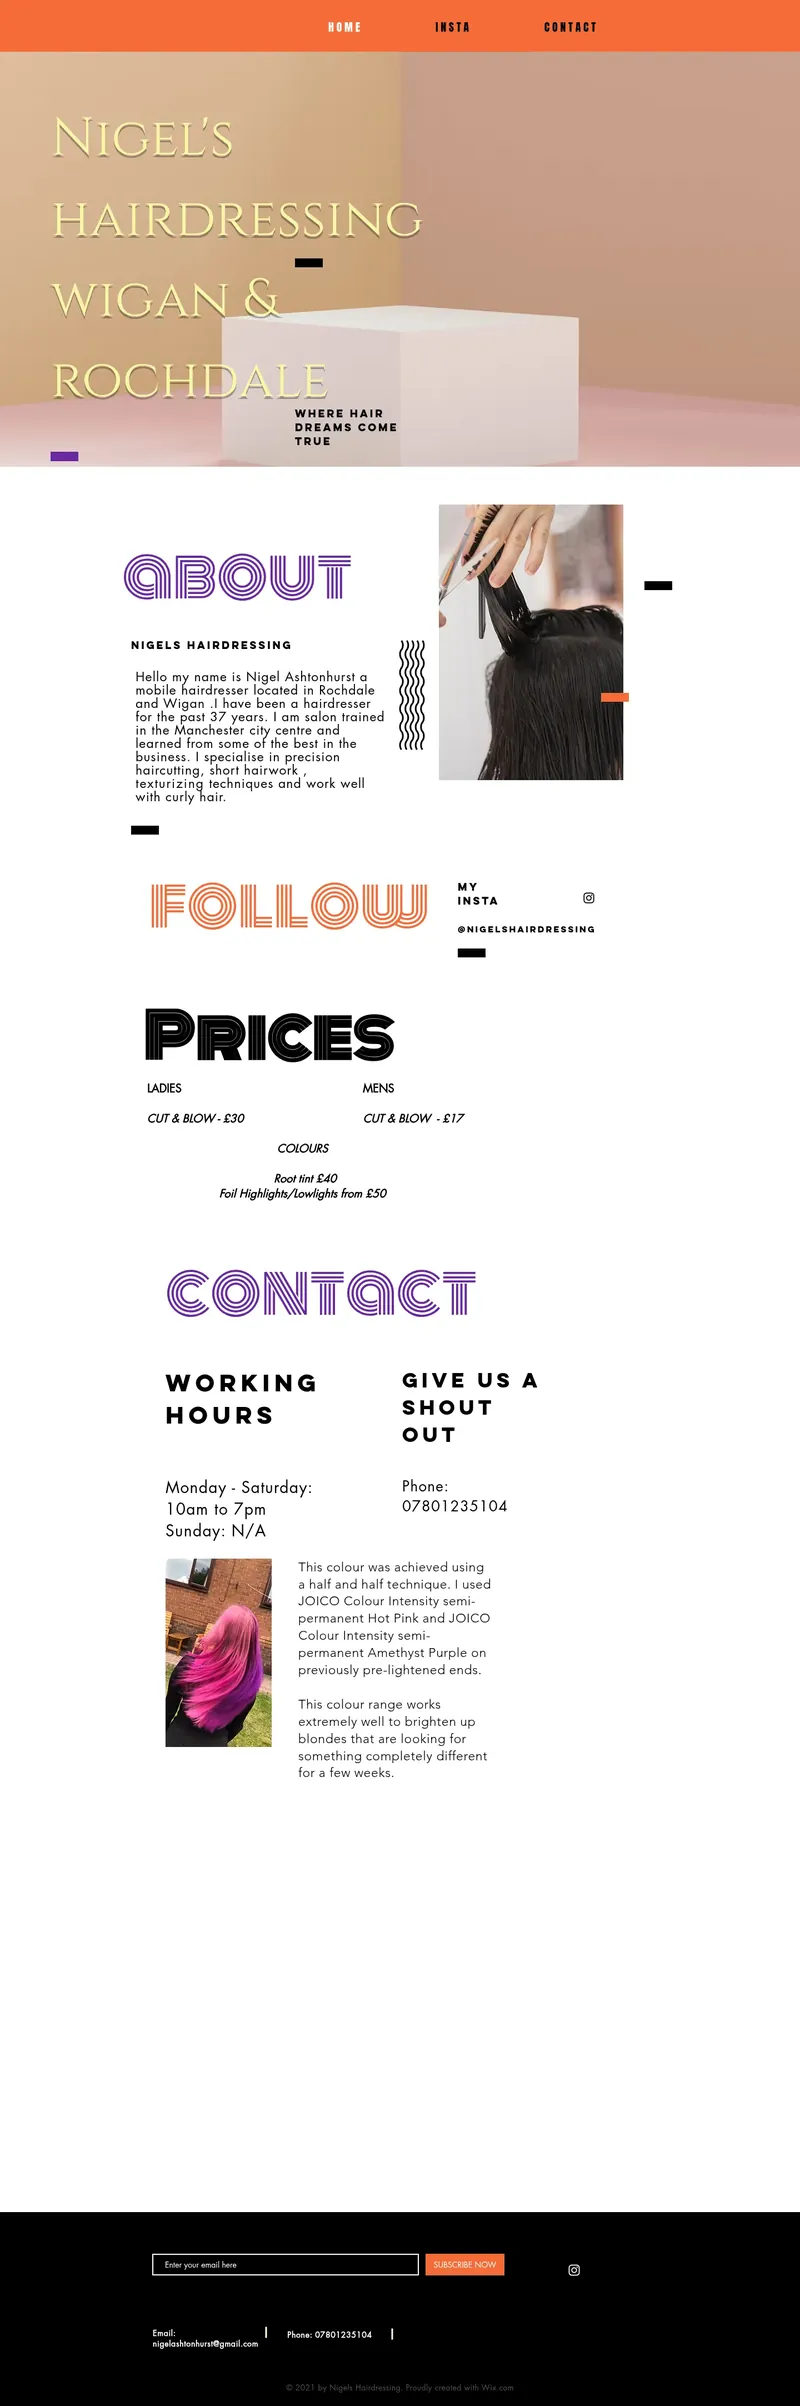 HOME INSTA CONTACT
Nigel's
hairdressing
wigan &
rochdale
WHERE HAIR
DREAMS COME
TRUE
ABOUT
NIGELS HAIRDRESSING
Hello my name is Nigel Ashtonhurst a
mobile hairdresser located in Rochdale
and Wigan .I have been a hairdresser
for the past 37 years. I am salon trained
in the Manchester city centre and
learned from some of the best in the
business. I specialise in precision
haircutting, short hairwork ,
texturizing techniques and work well
with curly hair.
FOLLOW
MY
INSTA
@NIGELSHAIRDRESSING
PRICES
LADIES
MENS
CUT & BLOW - £30
CUT & BLOW - £17
COLOURS
Root tint £40
Foil Highlights/Lowlights from £50
CONTACT
WORKING
HOURS
GIVE US A
SHOUT
OUT
Monday - Saturday:
10am to 7pm
Sunday: N/A
Phone:
07801235104
This colour was achieved using
a half and half technique. I used
JOICO Colour Intensity semi-
permanent Hot Pink and JOICO
Colour Intensity semi-
permanent Amethyst Purple on
previously pre-lightened ends.
This colour range works
extremely well to brighten up
blondes that are looking for
something completely different
for a few weeks.
Enter your email here
SUBSCRIBE NOW
Email:
nigelashtonhurst@gmail.com
Phone: 07801235104
© 2021 by Nigels Hairdressing. Proudly created with Wix.com